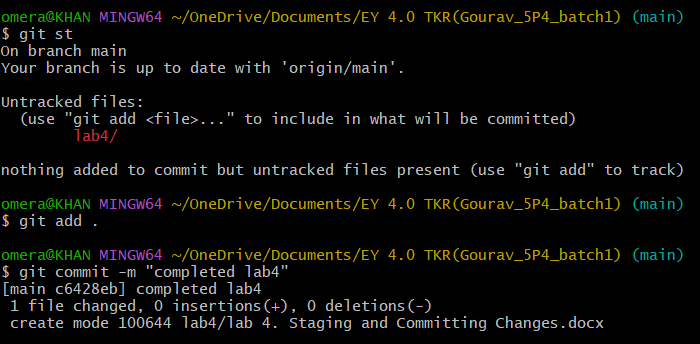 omera@KHAN MINGW64 ~/OneDrive/Documents/EY 4.0 TKR(Gourav_5P4_batch1) (main)
$ git st
On branch main
Your branch is up to date with 'origin/main'.
Untracked files:
(use "git add <file>..." to include in what will be committed)
lab4/
nothing added to commit but untracked files present (use "git add" to track)
omera@KHAN MINGW64 ~/OneDrive/Documents/EY 4.0 TKR(Gourav_5P4_batch1) (main)
$ git add .
omera@KHAN MINGW64 ~/OneDrive/Documents/EY 4.0 TKR(Gourav_5P4_batch1) (main)
$ git commit -m "completed lab4"
[main c6428eb] completed lab4
1 file changed, 0 insertions(+), 0 deletions(-)
create mode 100644 lab4/lab 4. Staging and Committing Changes.docx